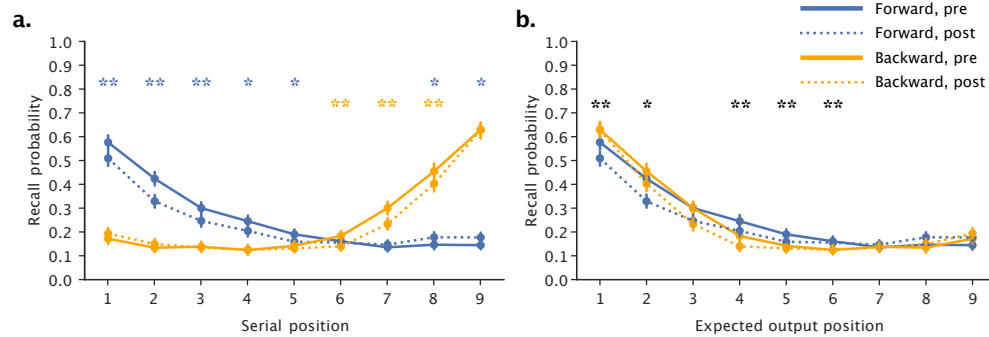 a.
1.0
0.9
0.8
0.7
0.6
0.5
0.4
0.3
0.2
0.1
0.0
Recall probability
** ** ** * * * *
** ** **
1 2 3 4 5 6 7 8 9
Serial position
b.
1.0
0.9
0.8
0.7
0.6
0.5
0.4
0.3
0.2
0.1
0.0
Recall probability
** * ** ** **
1 2 3 4 5 6 7 8 9
Expected output position
Forward, pre
Forward, post
Backward, pre
Backward, post